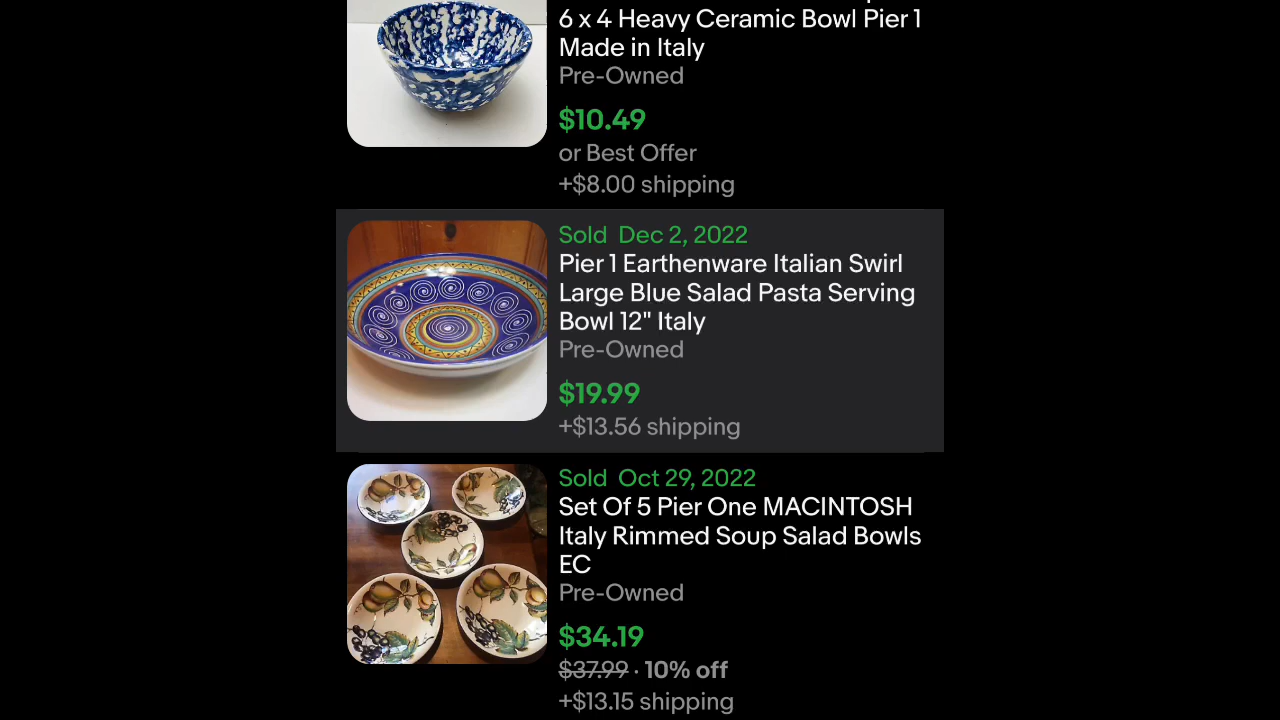 6 x 4 Heavy Ceramic Bowl Pier 1
Made in Italy
Pre-Owned
$10.49
or Best Offer
+$8.00 shipping
Sold Dec 2, 2022
Pier 1 Earthenware Italian Swirl
Large Blue Salad Pasta Serving
Bowl 12" Italy
Pre-Owned
$19.99
+$13.56 shipping
Sold Oct 29, 2022
Set Of 5 Pier One MACINTOSH
Italy Rimmed Soup Salad Bowls
EC
Pre-Owned
$34.19
$37.99 · 10% off
+$13.15 shipping